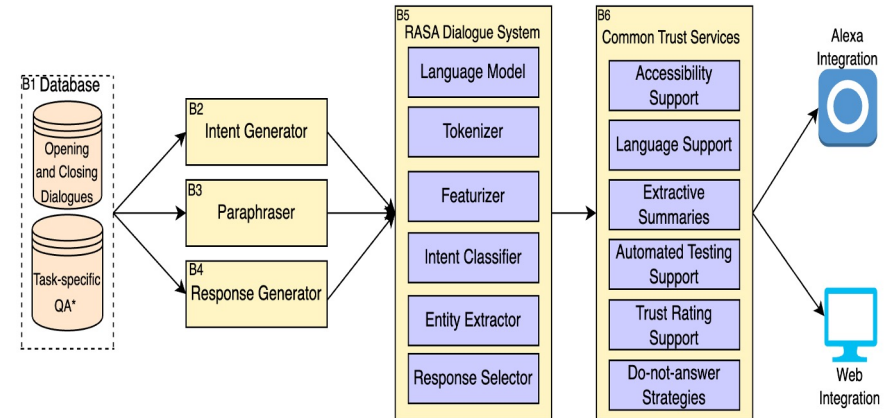 B1 Database
Opening
and Closing
Dialogues
Task-specific
QA*
B2
Intent Generator
B3
Paraphraser
B4
Response Generator
B5
RASA Dialogue System
Language Model
Tokenizer
Featurizer
Intent Classifier
Entity Extractor
Response Selector
B6
Common Trust Services
Accessibility
Support
Language Support
Extractive
Summaries
Automated Testing
Support
Trust Rating
Support
Do-not-answer
Strategies
Alexa
Integration
Web
Integration